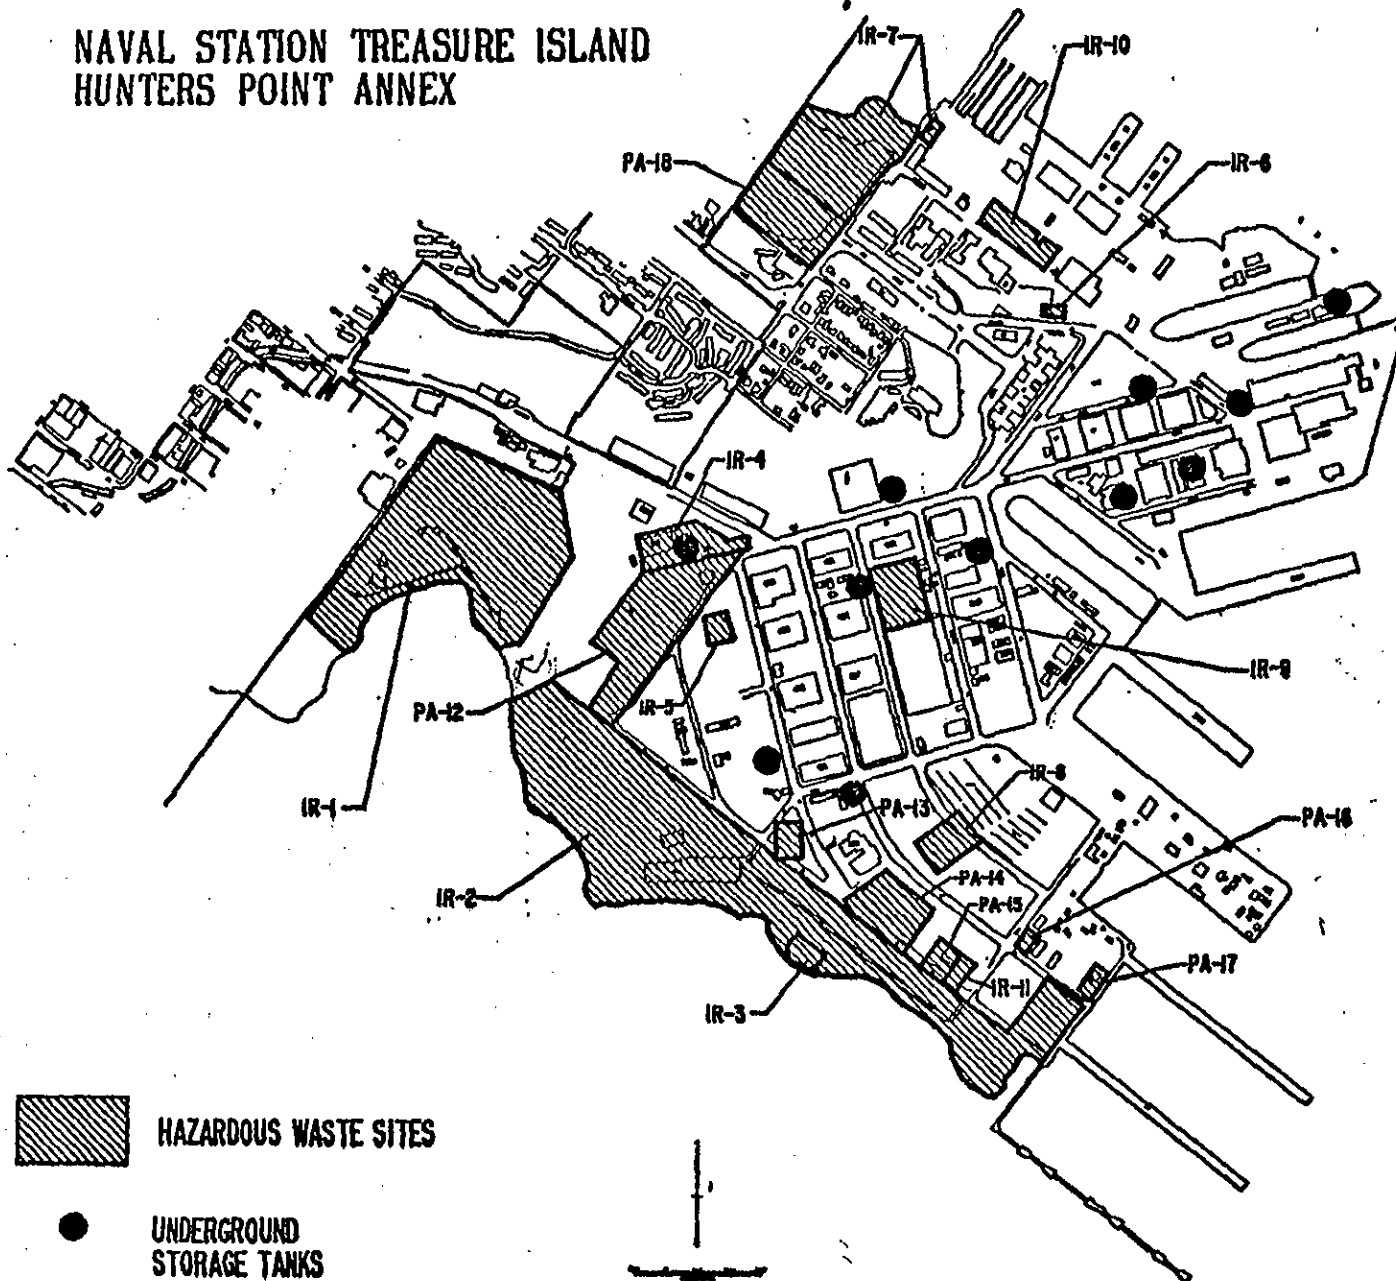 NAVAL STATION TREASURE ISLAND
HUNTERS POINT ANNEX
IR-7
IR-10
PA-18
IR-6
IR-4
IR-9
PA-12
IR-5
IR-1
IR-8
PA-13
PA-16
IR-2
PA-14
PA-15
PA-17
IR-11
IR-3
HAZARDOUS WASTE SITES
UNDERGROUND
STORAGE TANKS